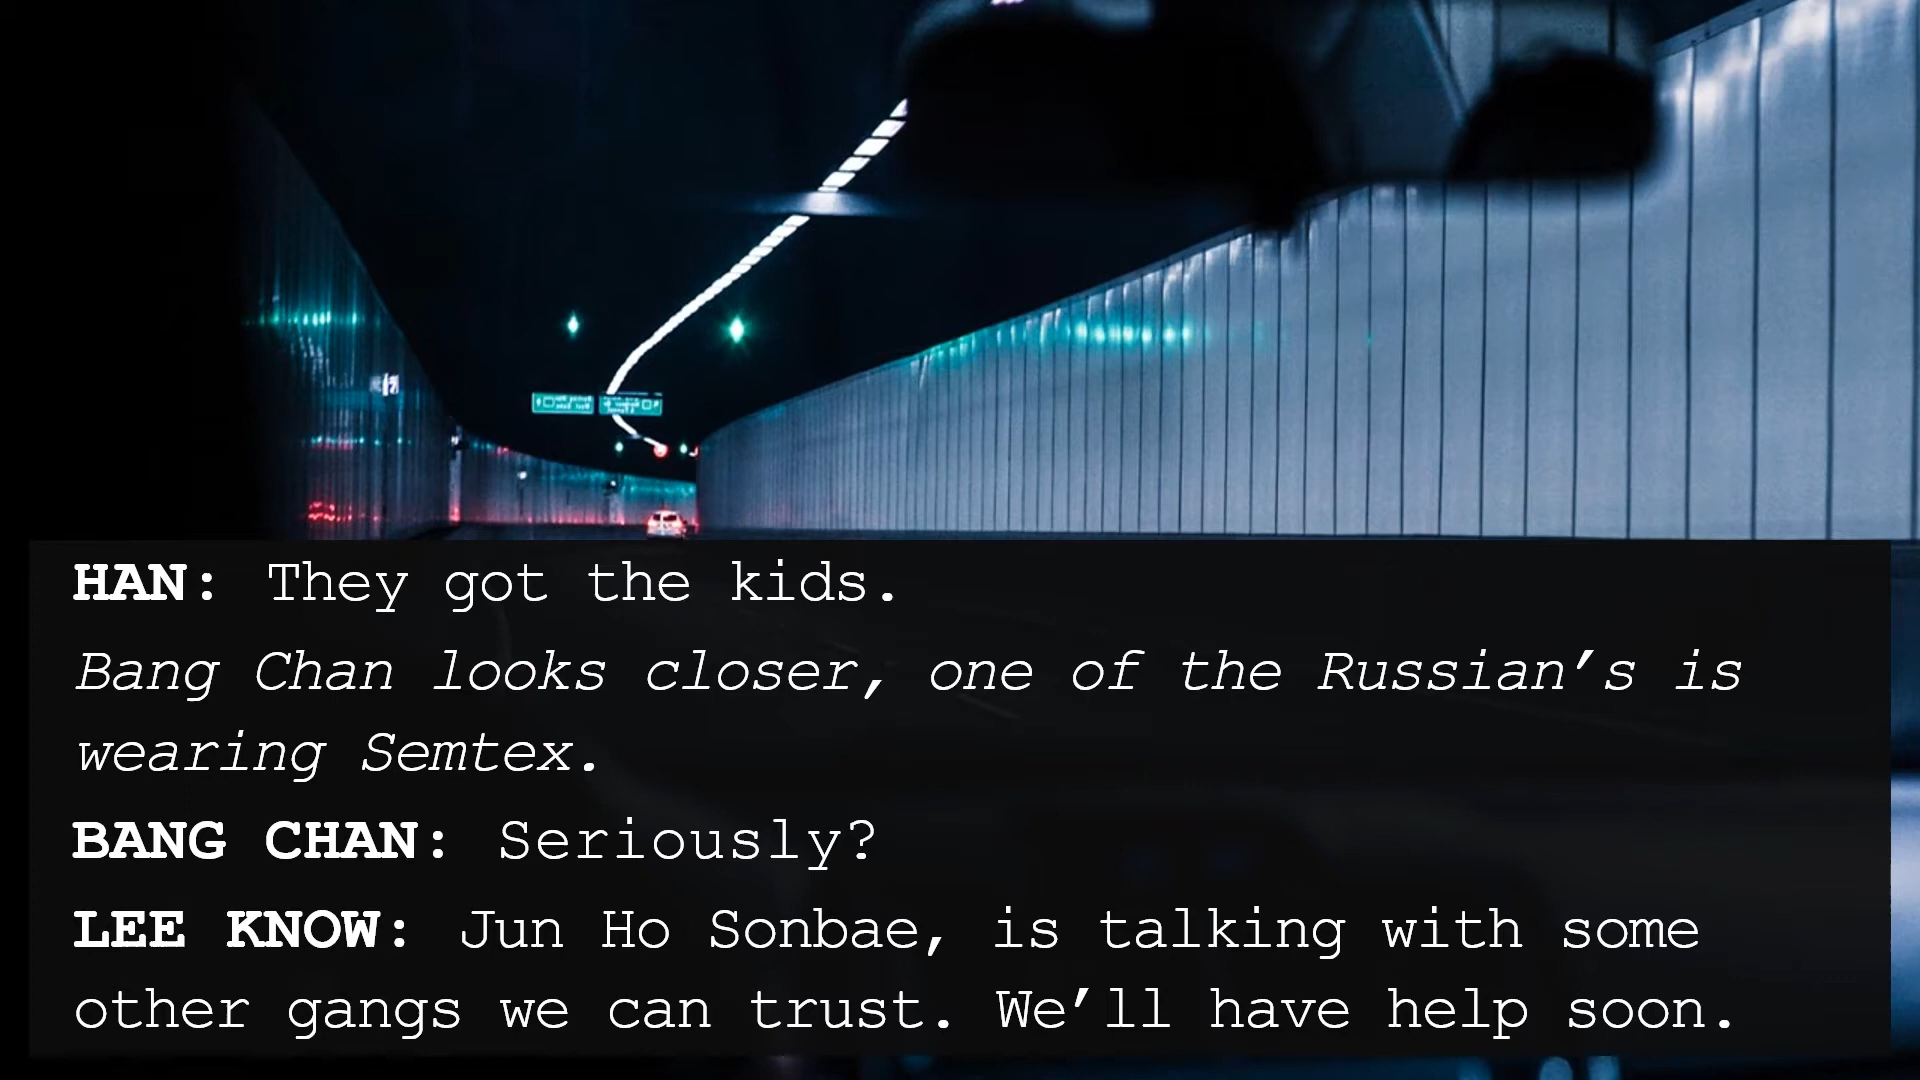 HAN: They got the kids.
Bang Chan looks closer, one of the Russian’s is
wearing Semtex.
BANG CHAN: Seriously?
LEE KNOW: Jun Ho Sonbae, is talking with some
other gangs we can trust. We’ll have help soon.